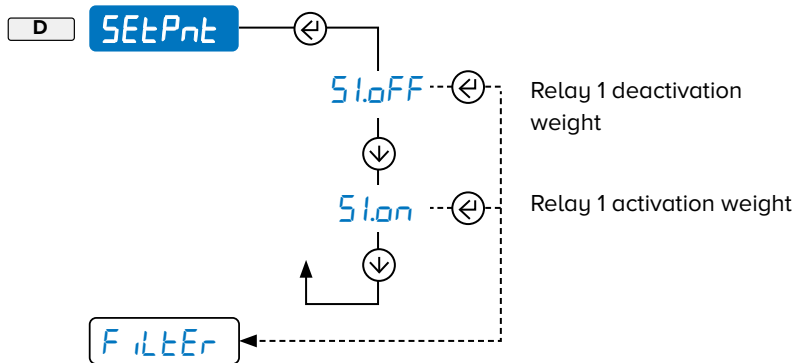 D SEtPnt
S1.oFF Relay 1 deactivation
weight
S1.on Relay 1 activation weight
FiLtEr